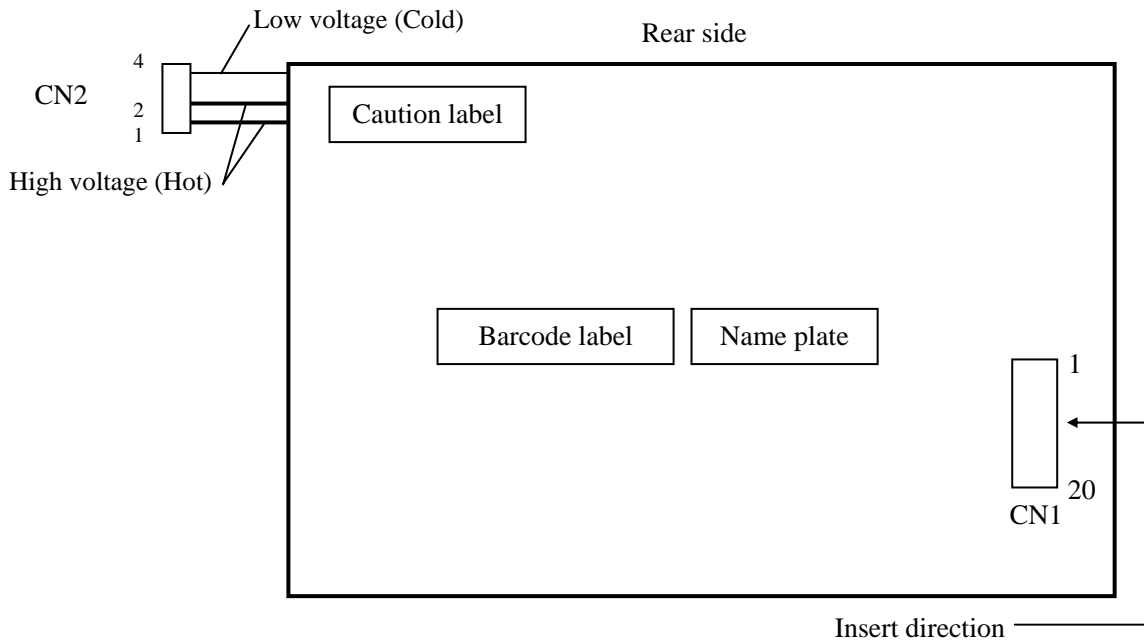 Low voltage (Cold)
Rear side
4
CN2
2
1
Caution label
High voltage (Hot)
Barcode label
Name plate
1
20
CN1
Insert direction